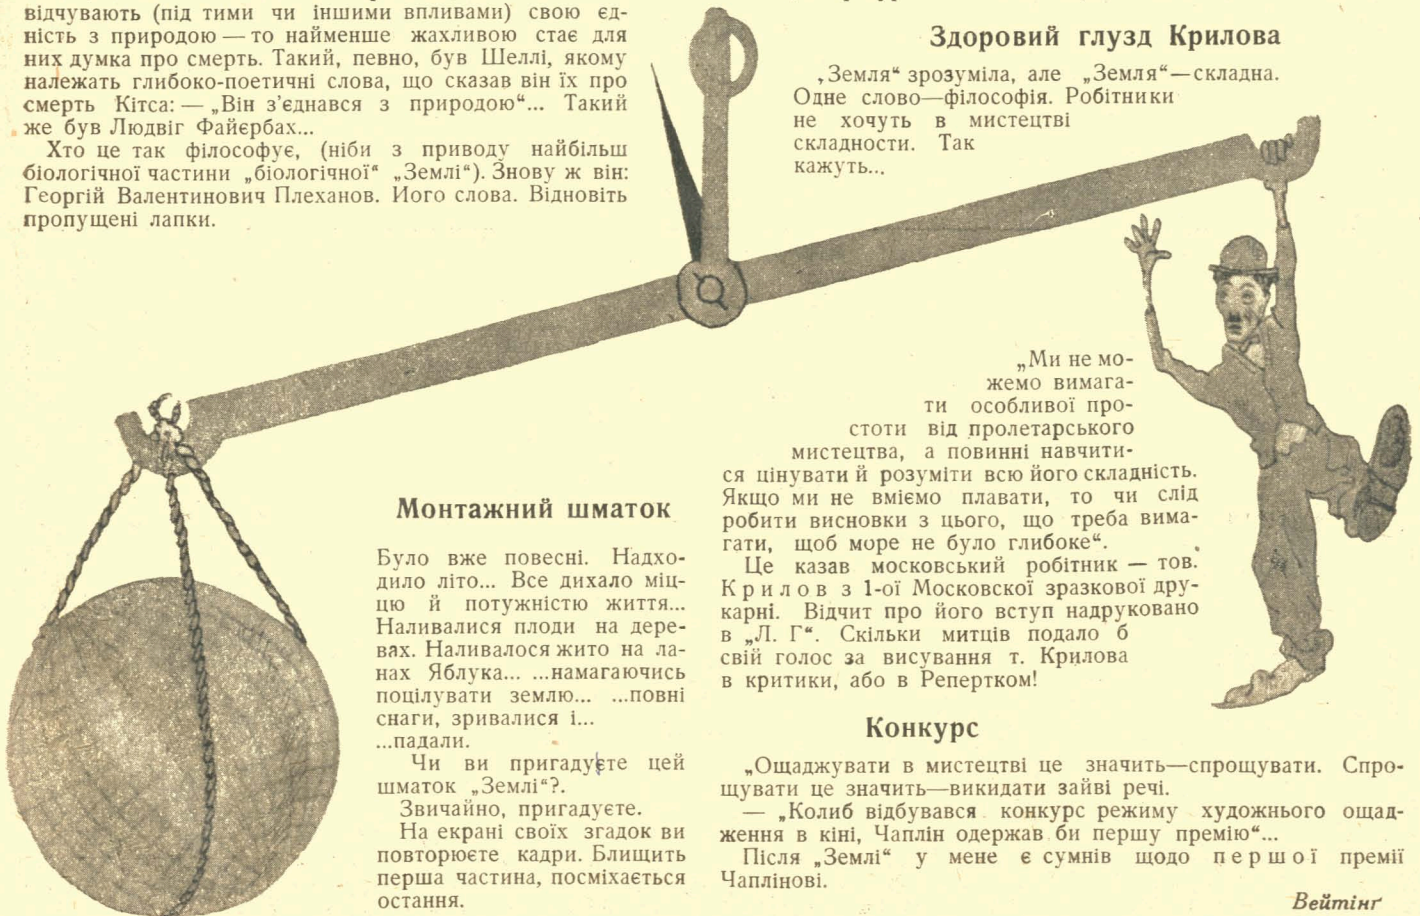 відчувають (під тими чи іншими впливами) свою єд-
ність з природою — то найменше жахливою стає для
них думка про смерть. Такий, певно, був Шеллі, якому
належать глибоко-поетичні слова, що сказав він їх про
смерть Кітса: — „Він з'єднався з природою“... Такий
же був Людвіг Файєрбах...
Хто це так філософує, (ніби з приводу найбільш
біологічної частини „біологічної“ „Землі“). Знову ж він:
Георгій Валентинович Плеханов. Його слова. Відновіть
пропущені лапки.
Монтажний шматок
Було вже повесні. Надхо-
дило літо... Все дихало міц-
цю й потужністю життя...
Наливалися плоди на дере-
вах. Наливалося жито на ла-
нах Яблука... ...намагаючись
поцілувати землю... ...повні
снаги, зривалися і...
...падали.
Чи ви пригадуєте цей
шматок „Землі“?.
Звичайно, пригадуєте.
На екрані своїх згадок ви
повторюєте кадри. Блищить
перша частина, посміхається
остання.
Здоровий глузд Крилова
„Земля“ зрозуміла, але „Земля“—складна.
Одне слово—філософія. Робітники
не хочуть в мистецтві
складности. Так
кажуть...
„Ми не мо-
жемо вимага-
ти особливої про-
стоти від пролетарського
мистецтва, а повинні навчити-
ся цінувати й розуміти всю його складність.
Якщо ми не вміємо плавати, то чи слід
робити висновки з цього, що треба вима-
гати, щоб море не було глибоке“.
Це казав московський робітник — тов.
Крилов з 1-ої Московскої зразкової дру-
карні. Відчит про його вступ надруковано
в „Л. Г“. Скільки митців подало б
свій голос за висування т. Крилова
в критики, або в Репертком!
Конкурс
„Ощаджувати в мистецтві це значить—спрощувати. Спро-
щувати це значить—викидати зайві речі.
— „Колиб відбувався конкурс режиму художнього ощад-
ження в кіні, Чаплін одержав би першу премію“...
Після „Землі“ у мене є сумнів щодо першої премії
Чаплінові.
Вейтінґ